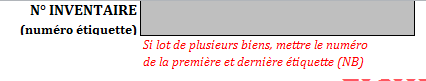 N° INVENTAIRE
(numéro étiquette)
Si lot de plusieurs biens, mettre le numéro
de la première et dernière étiquette (NB)